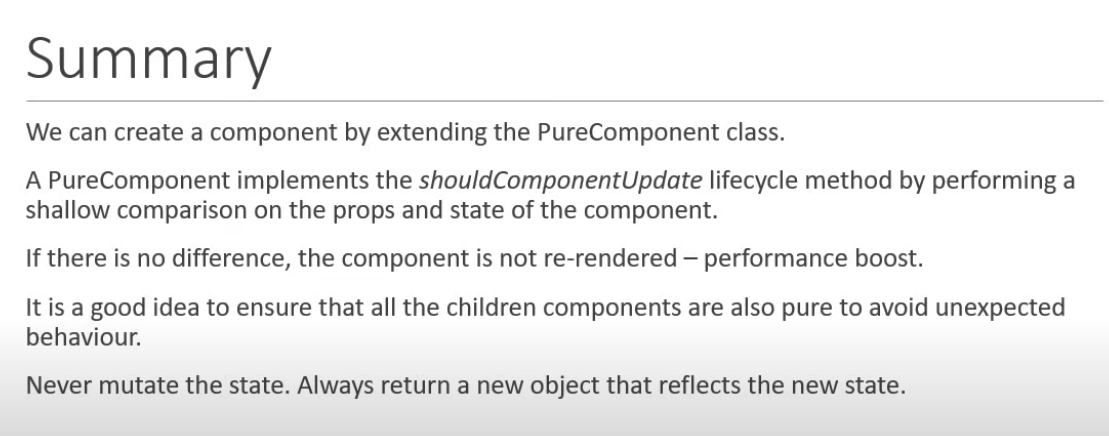 Summary
We can create a component by extending the PureComponent class.
A PureComponent implements the shouldComponentUpdate lifecycle method by performing a
shallow comparison on the props and state of the component.
If there is no difference, the component is not re-rendered – performance boost.
It is a good idea to ensure that all the children components are also pure to avoid unexpected
behaviour.
Never mutate the state. Always return a new object that reflects the new state.